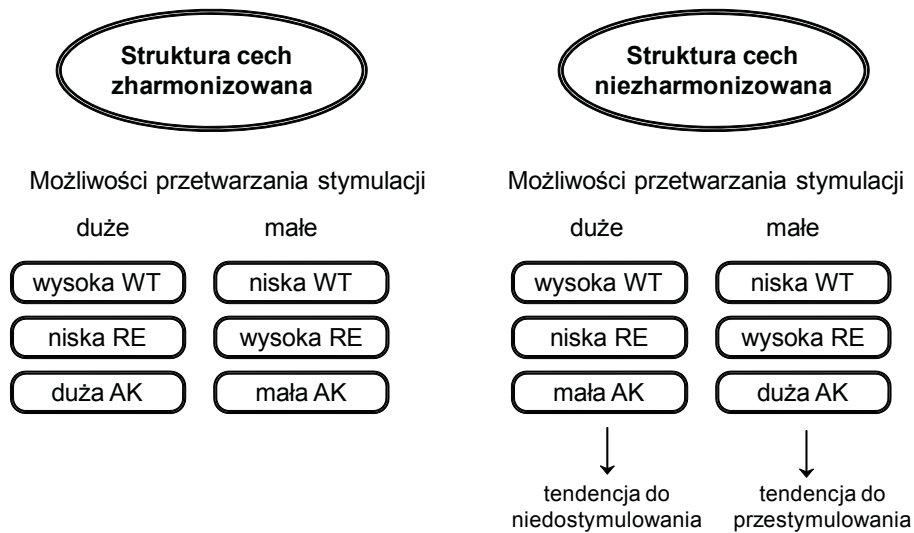 Struktura cech
zharmonizowana
Możliwości przetwarzania stymulacji
duże małe
wysoka WT niska WT
niska RE wysoka RE
duża AK mała AK
Struktura cech
niezharmonizowana
Możliwości przetwarzania stymulacji
duże małe
wysoka WT niska WT
niska RE wysoka RE
mała AK duża AK
tendencja do
niedostymulowania
tendencja do
przestymulowania